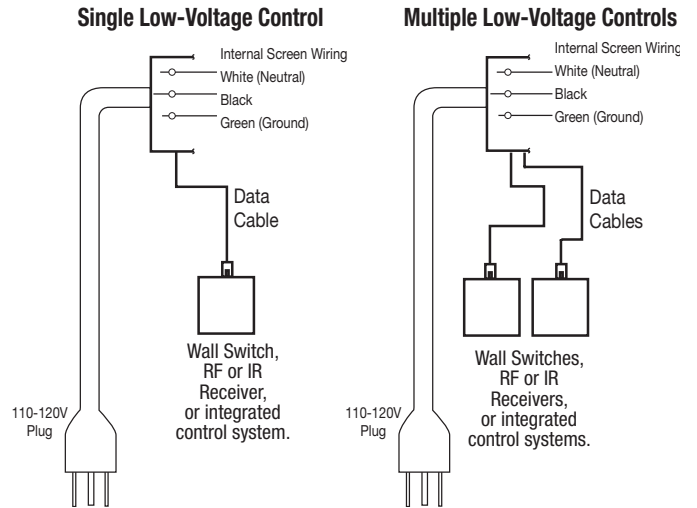 Single Low-Voltage Control
Internal Screen Wiring
White (Neutral)
Black
Green (Ground)
Data
Cable
Wall Switch,
RF or IR
Receiver,
or integrated
control system.
110-120V
Plug
Multiple Low-Voltage Controls
Internal Screen Wiring
White (Neutral)
Black
Green (Ground)
Data
Cables
Wall Switches,
RF or IR
Receivers,
or integrated
control systems.
110-120V
Plug